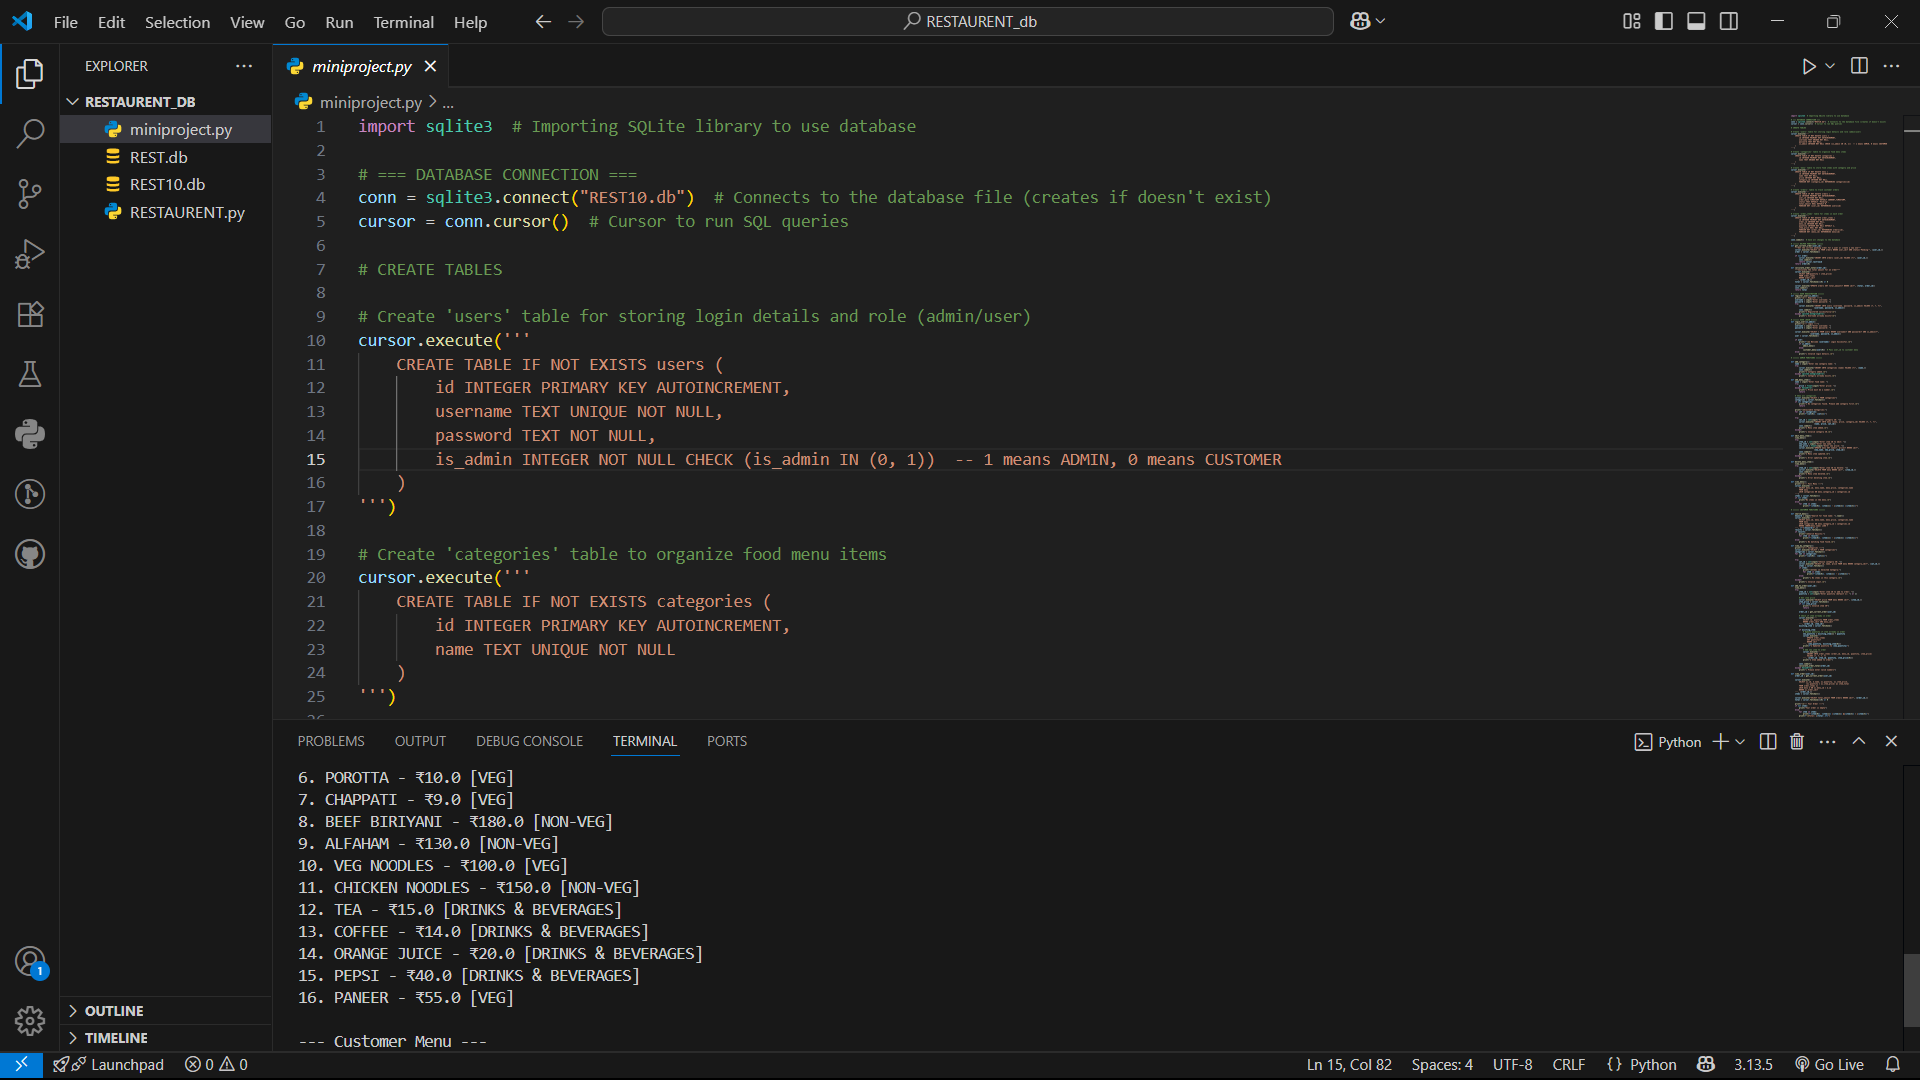 File Edit Selection View Go Run Terminal Help
RESTAURENT_db
EXPLORER
RESTAURENT_DB
miniproject.py
REST.db
REST10.db
RESTAURENT.py
OUTLINE
TIMELINE
miniproject.py
miniproject.py > ...
1 import sqlite3  # Importing SQLite library to use database
2
3 # === DATABASE CONNECTION ===
4 conn = sqlite3.connect("REST10.db")  # Connects to the database file (creates if doesn't exist)
5 cursor = conn.cursor()  # Cursor to run SQL queries
6
7 # CREATE TABLES
8
9 # Create 'users' table for storing login details and role (admin/user)
10 cursor.execute('''
11     CREATE TABLE IF NOT EXISTS users (
12         id INTEGER PRIMARY KEY AUTOINCREMENT,
13         username TEXT UNIQUE NOT NULL,
14         password TEXT NOT NULL,
15         is_admin INTEGER NOT NULL CHECK (is_admin IN (0, 1))  -- 1 means ADMIN, 0 means CUSTOMER
16     )
17 ''')
18
19 # Create 'categories' table to organize food menu items
20 cursor.execute('''
21     CREATE TABLE IF NOT EXISTS categories (
22         id INTEGER PRIMARY KEY AUTOINCREMENT,
23         name TEXT UNIQUE NOT NULL
24     )
25 ''')
PROBLEMS OUTPUT DEBUG CONSOLE TERMINAL PORTS
Python
6. POROTTA - ₹10.0 [VEG]
7. CHAPPATI - ₹9.0 [VEG]
8. BEEF BIRIYANI - ₹180.0 [NON-VEG]
9. ALFAHAM - ₹130.0 [NON-VEG]
10. VEG NOODLES - ₹100.0 [VEG]
11. CHICKEN NOODLES - ₹150.0 [NON-VEG]
12. TEA - ₹15.0 [DRINKS & BEVERAGES]
13. COFFEE - ₹14.0 [DRINKS & BEVERAGES]
14. ORANGE JUICE - ₹20.0 [DRINKS & BEVERAGES]
15. PEPSI - ₹40.0 [DRINKS & BEVERAGES]
16. PANEER - ₹55.0 [VEG]
--- Customer Menu ---
1
Launchpad 0 0 Ln 15, Col 82 Spaces: 4 UTF-8 CRLF {} Python 3.13.5 Go Live